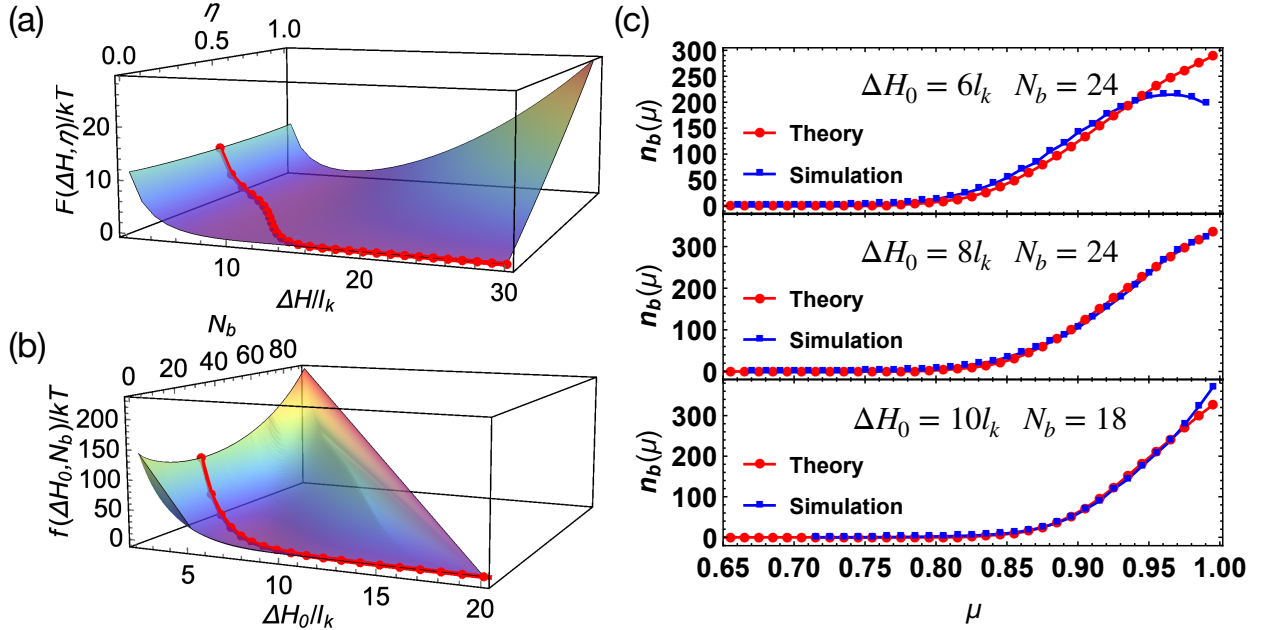 (a)
η
0.0 0.5 1.0
F(ΔH,η)/kT
20
10
0
10 20 30
ΔH/l_k
(b)
N_b
0 20 40 60 80
f(ΔH_0,N_b)/kT
200
150
100
50
0
5 10 15 20
ΔH_0/l_k
(c)
n_b(μ)
300
250
200
150
100
50
0
ΔH_0 = 6l_k N_b = 24
Theory
Simulation
n_b(μ)
300
200
100
0
ΔH_0 = 8l_k N_b = 24
Theory
Simulation
n_b(μ)
300
200
100
0
ΔH_0 = 10l_k N_b = 18
Theory
Simulation
0.65 0.70 0.75 0.80 0.85 0.90 0.95 1.00
μ